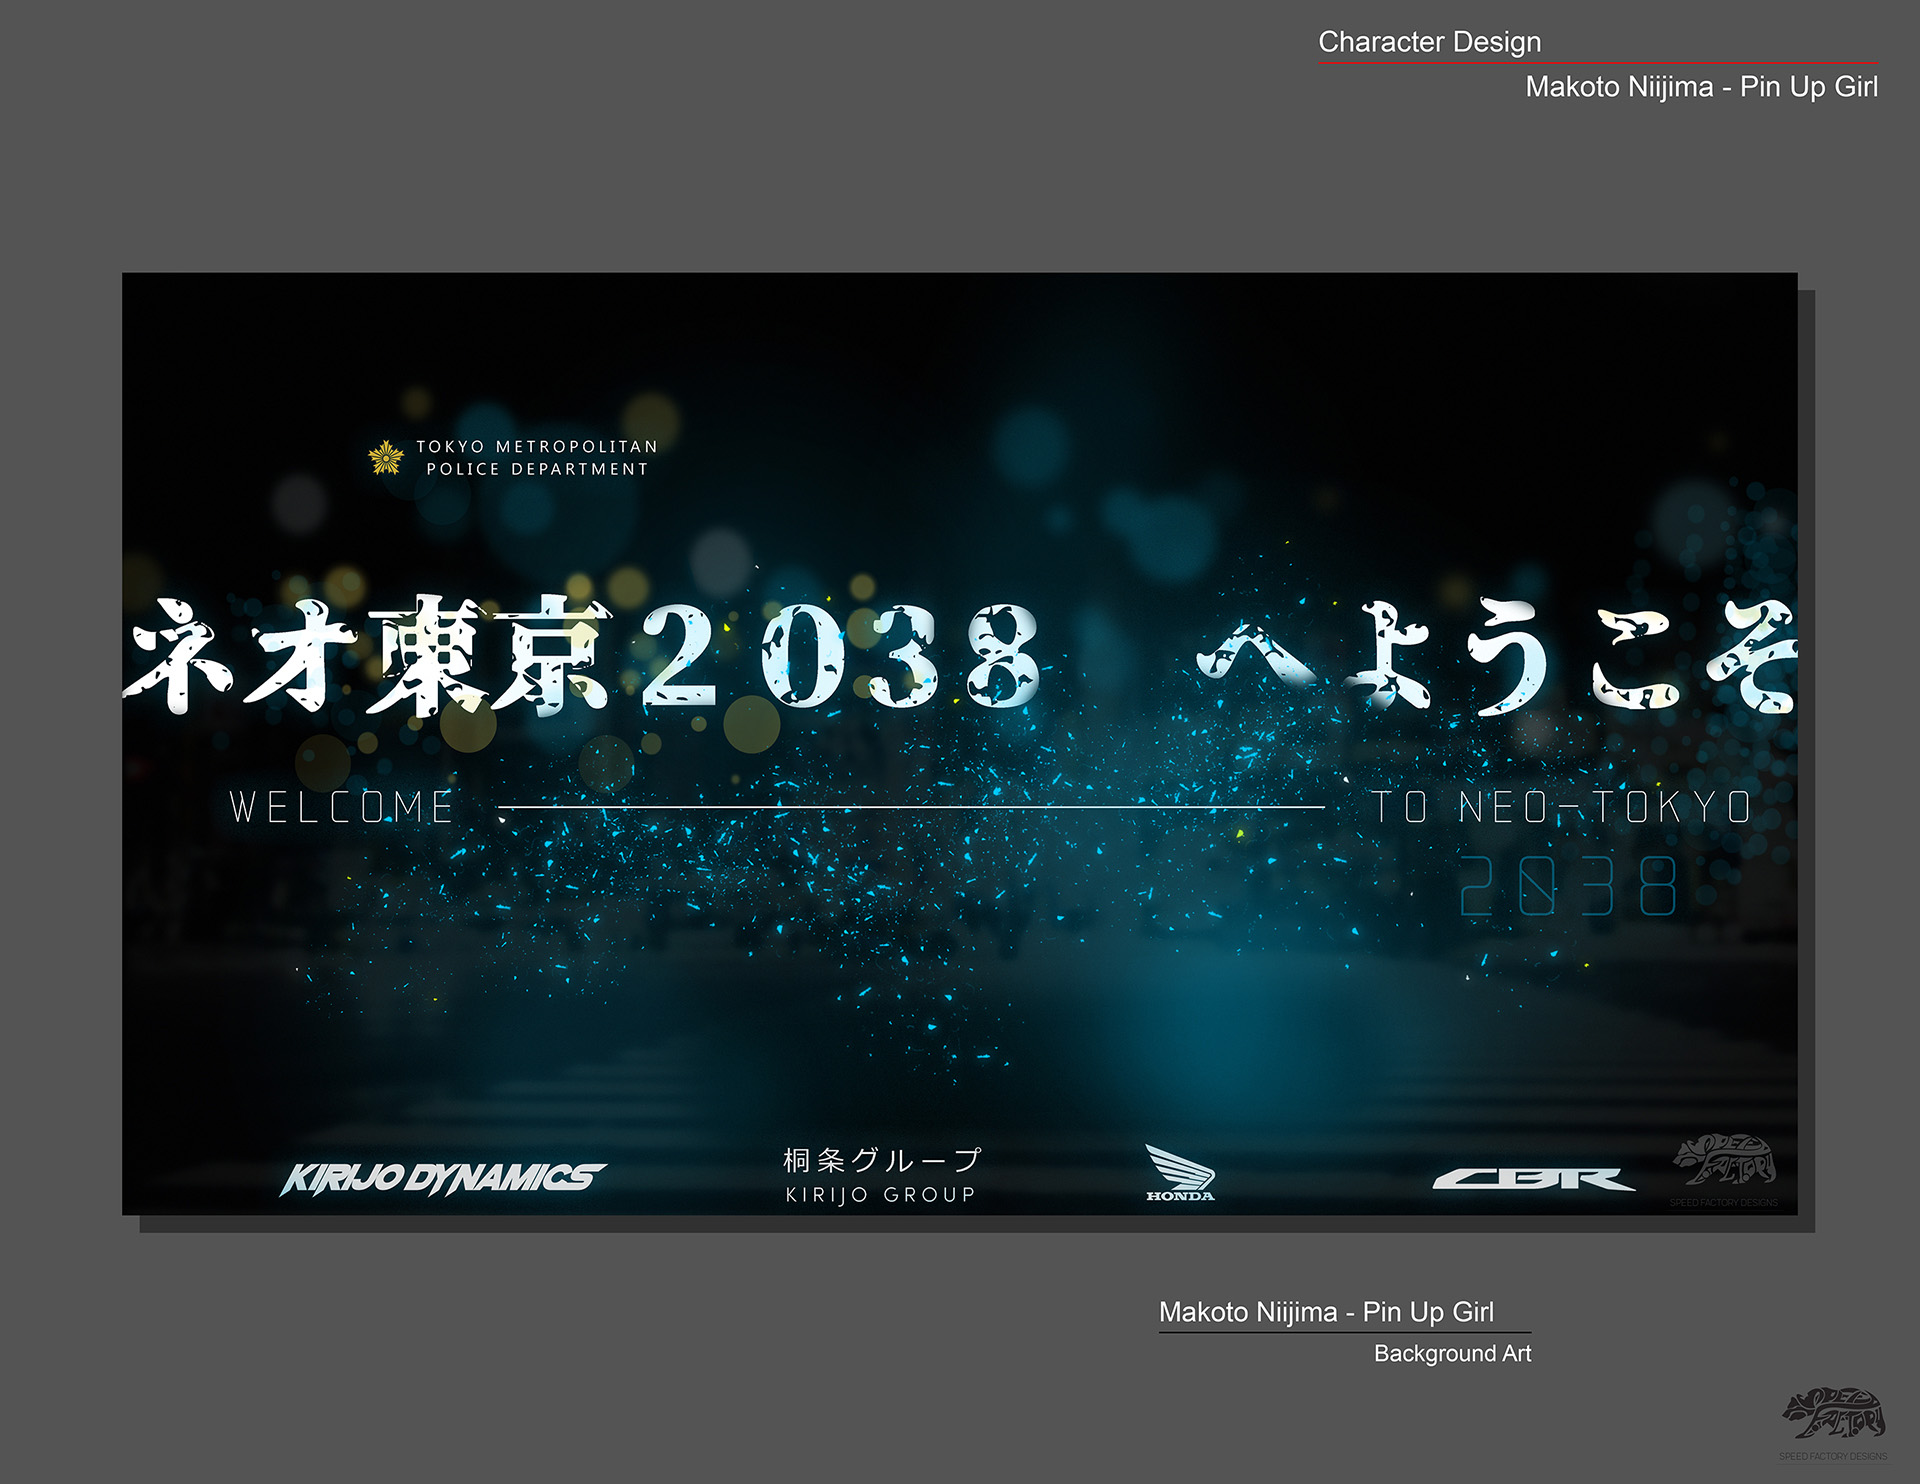 Character Design
Makoto Niijima - Pin Up Girl
TOKYO METROPOLITAN
POLICE DEPARTMENT
ネオ東京2038 へようこそ
WELCOME TO NEO-TOKYO
2038
KIRIJO DYNAMICS
桐条グループ
KIRIJO GROUP
HONDA
CBR
SPEED FACTORY
SPEED FACTORY DESIGNS
Makoto Niijima - Pin Up Girl
Background Art
SPEED FACTORY
SPEED FACTORY DESIGNS